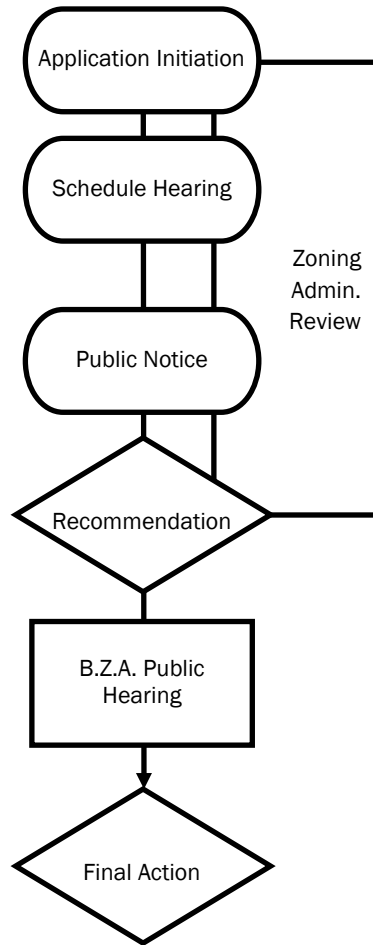 Application Initiation
Schedule Hearing
Zoning
Admin.
Review
Public Notice
Recommendation
B.Z.A. Public
Hearing
Final Action